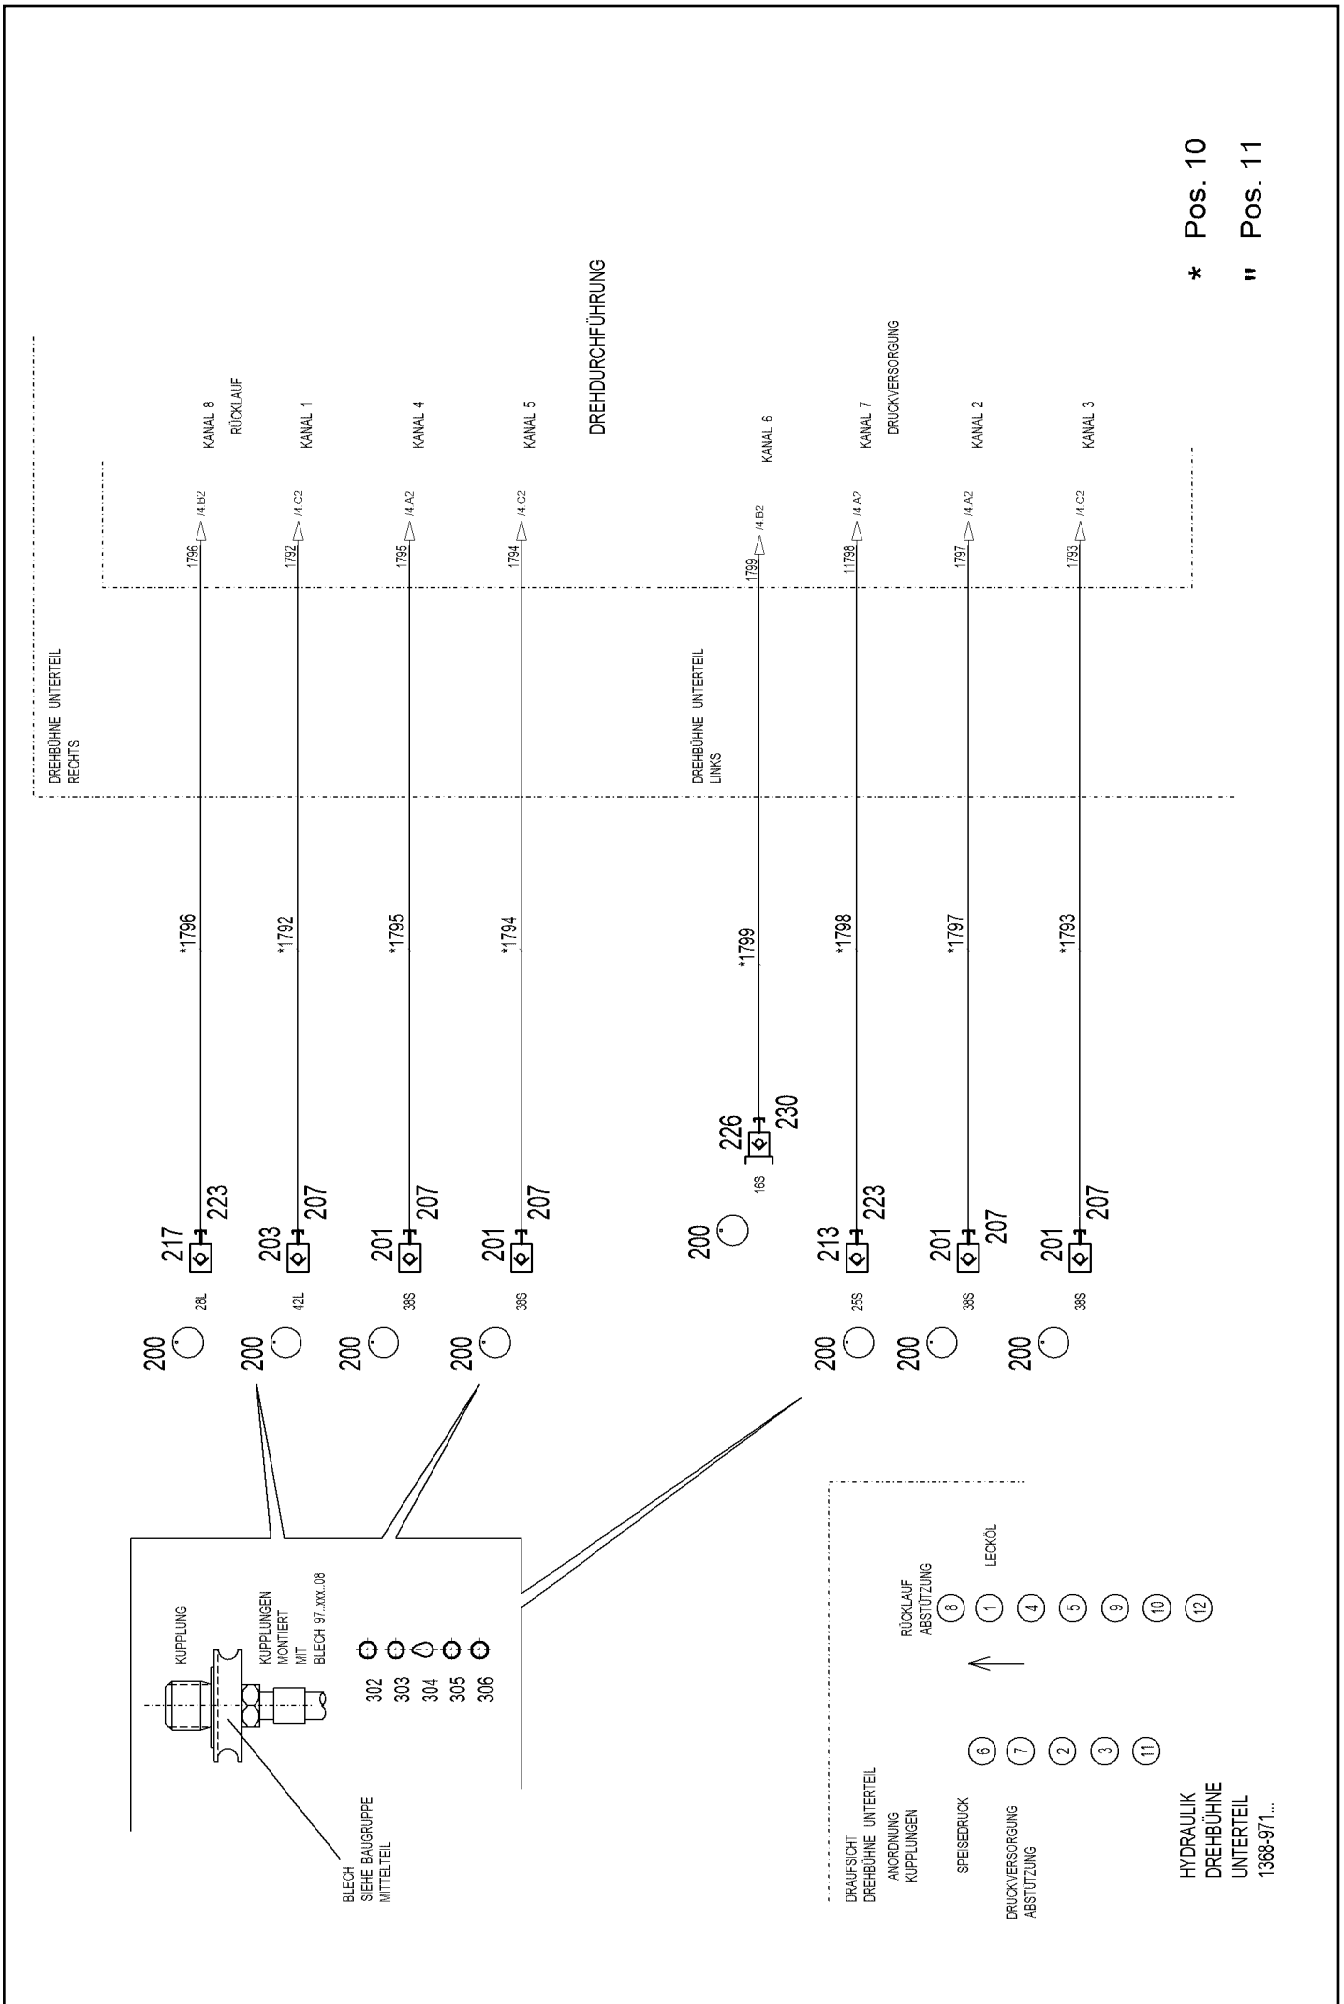 DREHBÜHNE UNTERTEIL
RECHTS
200
28L
217
223
*1796
1796
/4.B2
KANAL 8
RÜCKLAUF
200
42L
203
207
*1792
1792
/4.C2
KANAL 1
200
38S
201
207
*1795
1795
/4.A2
KANAL 4
200
38S
201
207
*1794
1794
/4.C2
KANAL 5
DREHDURCHFÜHRUNG
DREHBÜHNE UNTERTEIL
LINKS
200
16S
226
230
*1799
1799
/4.B2
KANAL 6
200
25S
213
223
*1798
11798
/4.A2
KANAL 7
DRUCKVERSORGUNG
200
38S
201
207
*1797
1797
/4.A2
KANAL 2
200
38S
201
207
*1793
1793
/4.C2
KANAL 3
KUPPLUNG
KUPPLUNGEN
MONTIERT
MIT
BLECH 97..xxx..08
BLECH
SIEHE BAUGRUPPE
MITTELTEIL
302
303
304
305
306
DRAUFSICHT
DREHBÜHNE UNTERTEIL
ANORDNUNG
KUPPLUNGEN
SPEISEDRUCK
DRUCKVERSORGUNG
ABSTÜTZUNG
6
7
2
3
11
RÜCKLAUF
ABSTÜTZUNG
LECKÖL
8
1
4
5
9
10
12
HYDRAULIK
DREHBÜHNE
UNTERTEIL
1368-971...
* Pos. 10
" Pos. 11